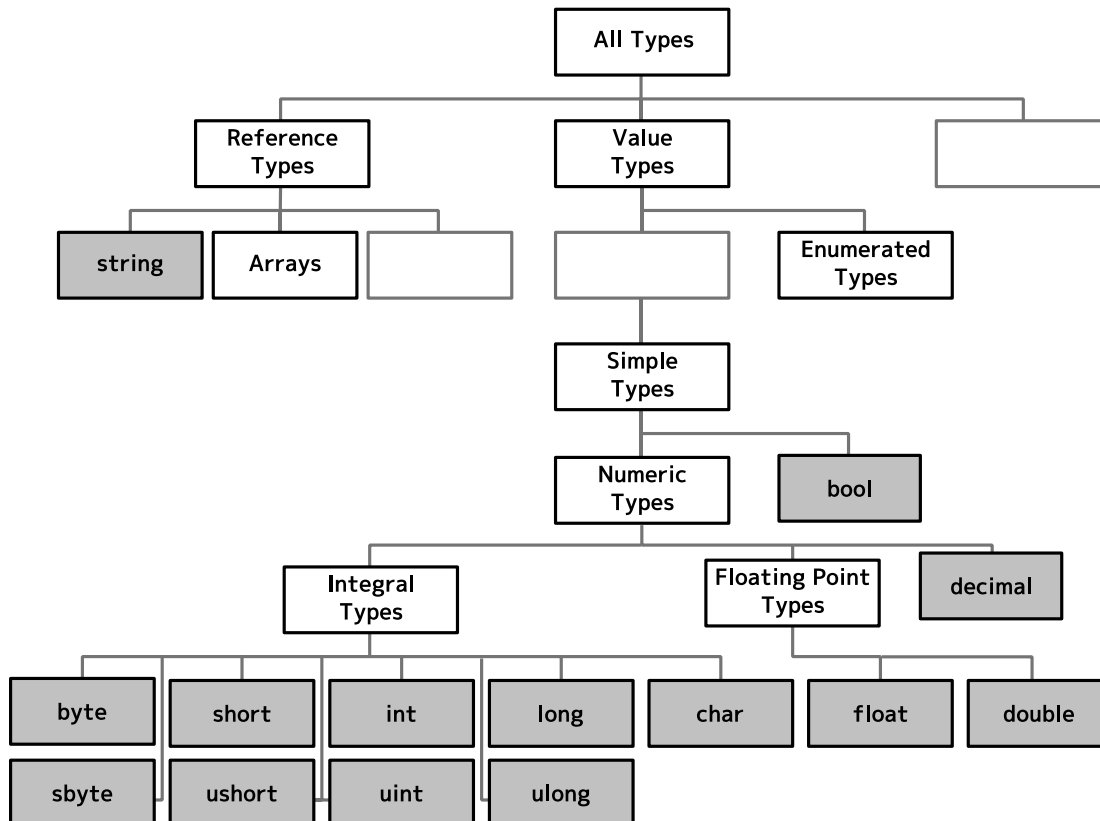 All Types
Reference
Types
Value
Types
string
Arrays
Enumerated
Types
Simple
Types
Numeric
Types
bool
Integral
Types
Floating Point
Types
decimal
byte
short
int
long
char
float
double
sbyte
ushort
uint
ulong